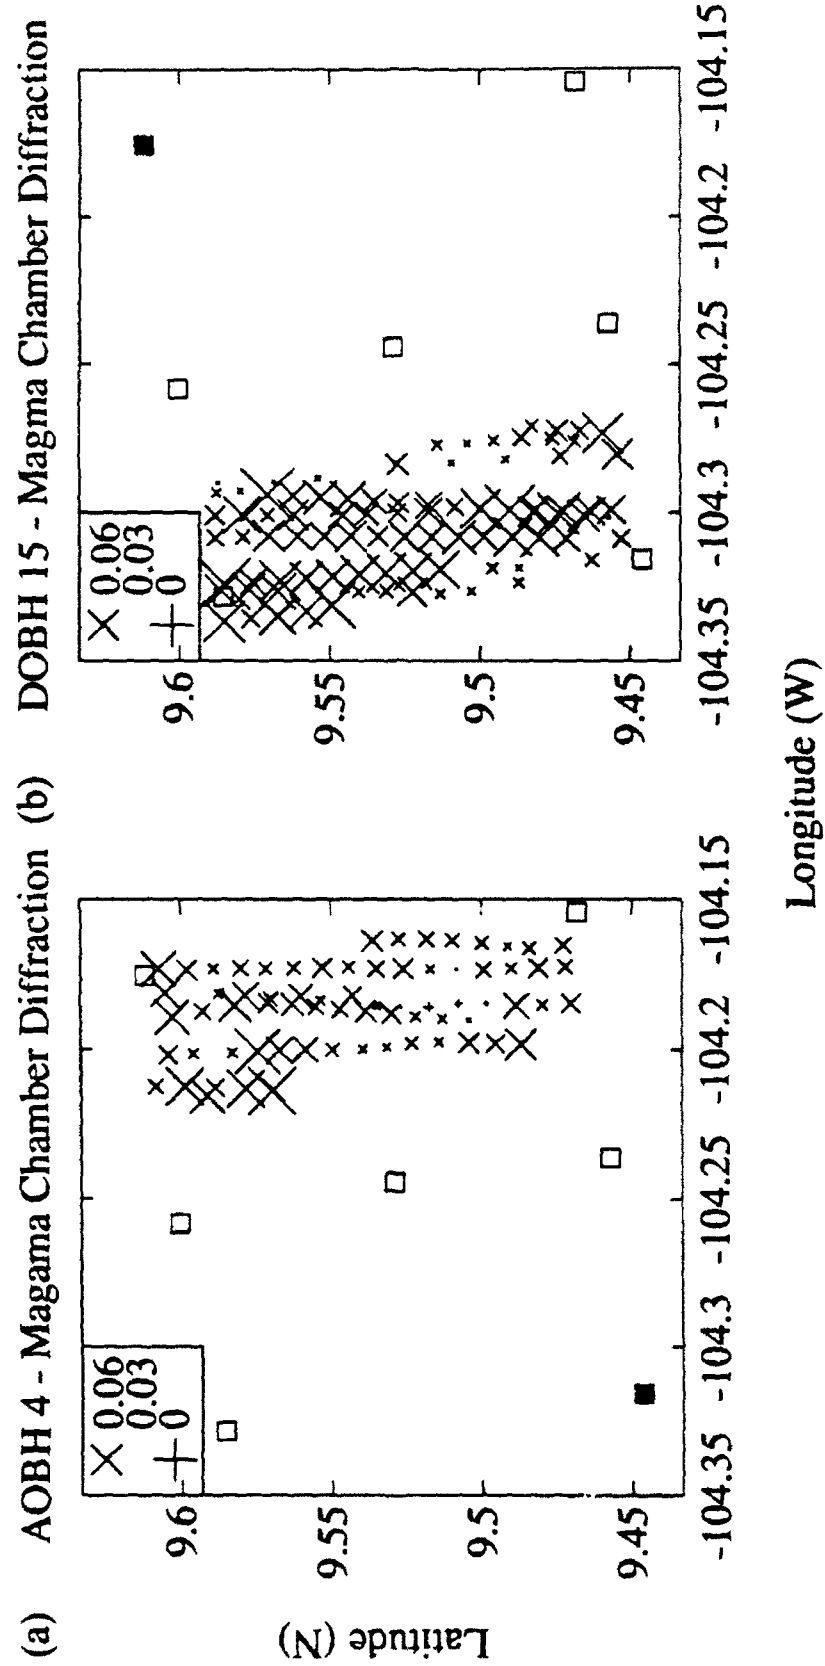 (a) AOBH 4 - Magama Chamber Diffraction
0.06
0.03
0
9.6
9.55
9.5
9.45
-104.35 -104.3 -104.25 -104.2 -104.15
Latitude (N)
(b) DOBH 15 - Magma Chamber Diffraction
0.06
0.03
0
9.6
9.55
9.5
9.45
-104.35 -104.3 -104.25 -104.2 -104.15
Longitude (W)